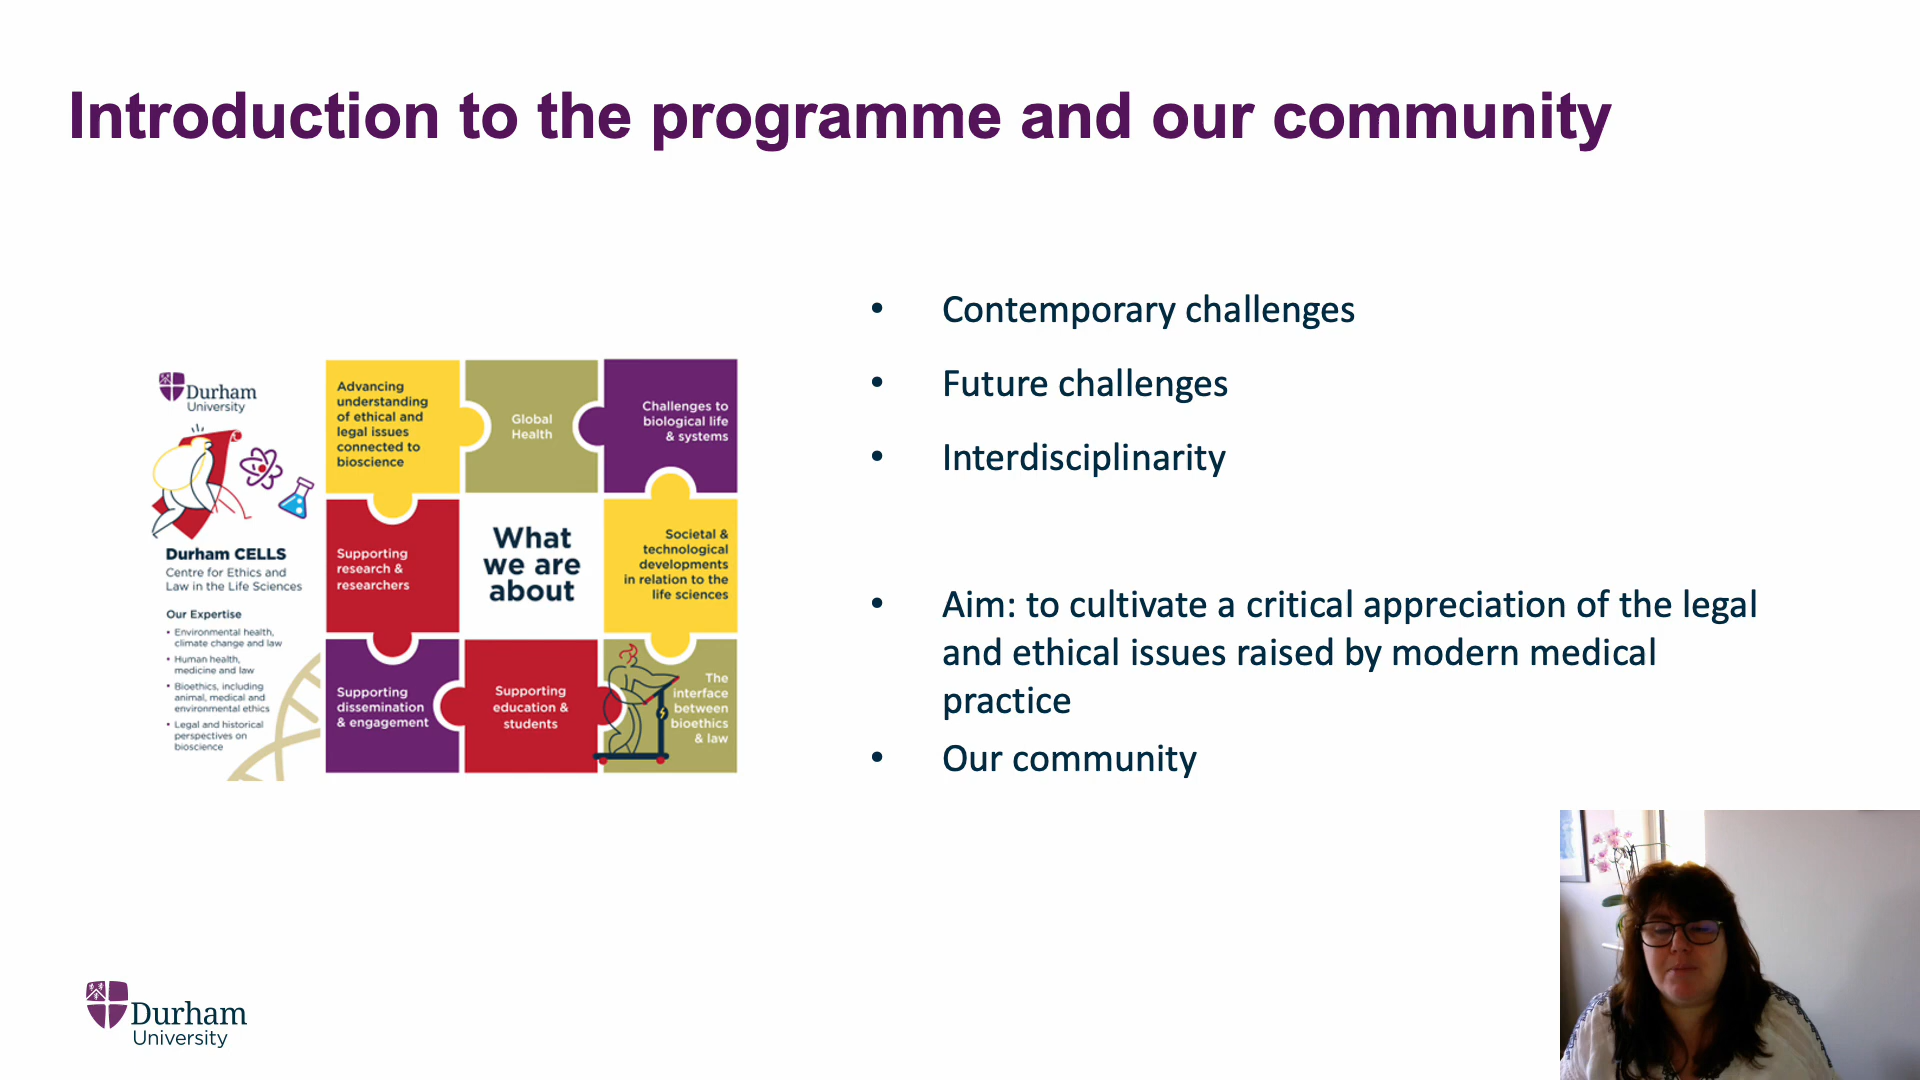 Introduction to the programme and our community
Durham
University
Durham CELLS
Centre for Ethics and
Law in the Life Sciences
Our Expertise
• Environmental health,
climate change and law
• Human health,
medicine and law
• Bioethics, including
animal, medical and
environmental ethics
• Legal and historical
perspectives on
bioscience
Advancing
understanding
of ethical and
legal issues
connected to
bioscience
Global
Health
Challenges to
biological life
& systems
Supporting
research &
researchers
What
we are
about
Societal &
technological
developments
in relation to the
life sciences
Supporting
dissemination
& engagement
Supporting
education &
students
The
interface
between
bioethics
& law
• Contemporary challenges
• Future challenges
• Interdisciplinarity
• Aim: to cultivate a critical appreciation of the legal
and ethical issues raised by modern medical
practice
• Our community
Durham
University